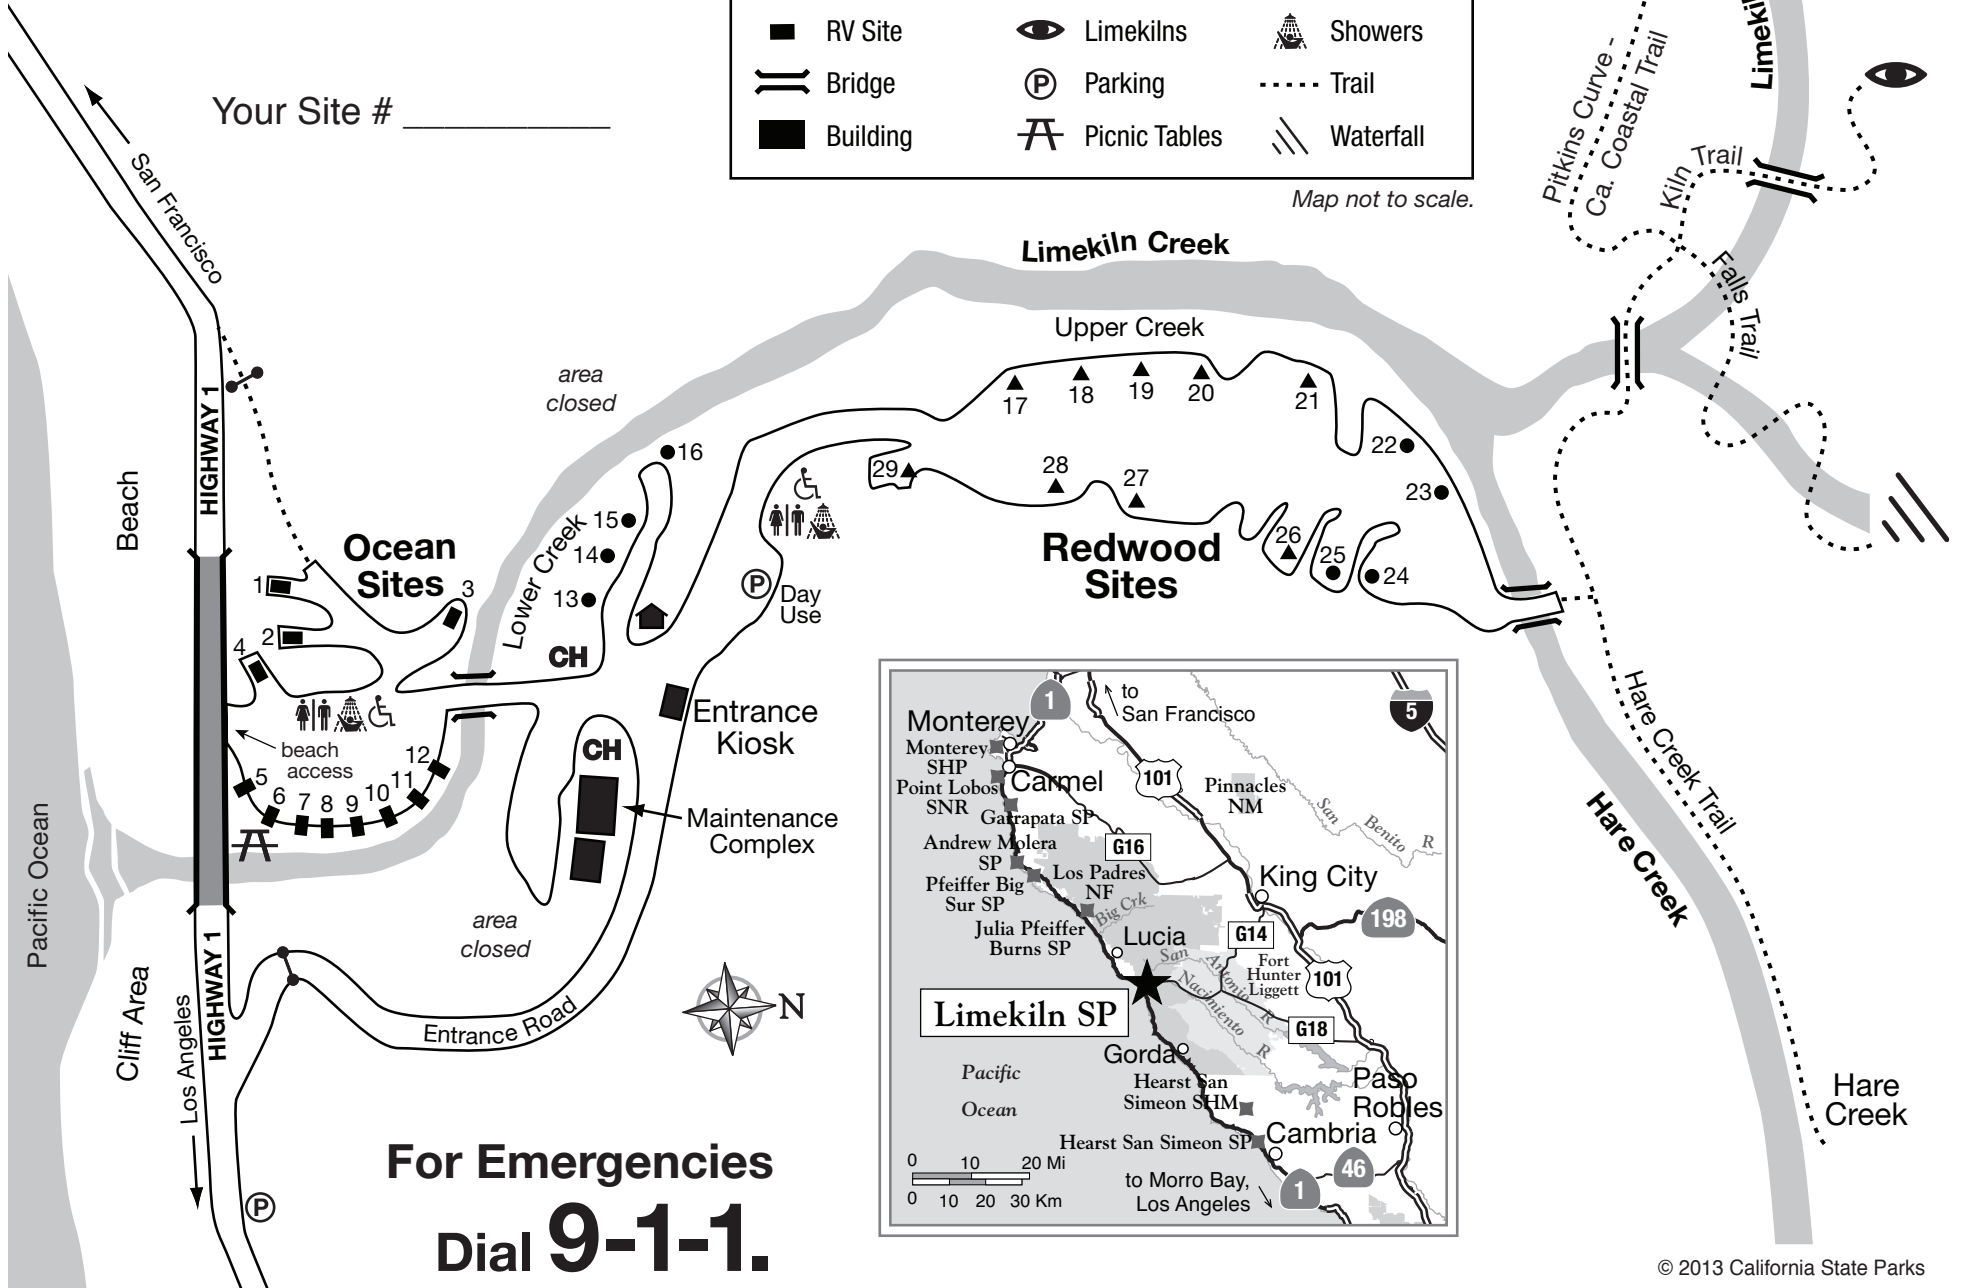 RV Site
Limekilns
Showers
Bridge
Parking
Trail
Building
Picnic Tables
Waterfall
Map not to scale.
Your Site # ___________
San Francisco
HIGHWAY 1
Beach
Pacific Ocean
Cliff Area
Los Angeles
HIGHWAY 1
Ocean
Sites
1
2
3
4
5
6
7
8
9
10
11
12
beach
access
area
closed
Lower Creek
13
14
15
16
CH
CH
Entrance
Kiosk
Maintenance
Complex
area
closed
Entrance Road
P
Day
Use
P
N
Limekiln Creek
Upper Creek
17
18
19
20
21
22
23
24
25
26
27
28
29
Redwood
Sites
Pitkins Curve -
Ca. Coastal Trail
Kiln Trail
Falls Trail
Hare Creek Trail
Hare Creek
Hare
Creek
1
to
San Francisco
5
Monterey
Monterey
SHP
Carmel
Point Lobos
SNR
Garrapata SP
101
Pinnacles
NM
San Benito R
Andrew Molera
SP
G16
Los Padres
NF
Pfeiffer Big
Sur SP
Big Crk
King City
198
Julia Pfeiffer
Burns SP
Lucia
G14
San Antonio R
Fort
Hunter
Liggett
101
Nacimiento R
Limekiln SP
G18
Gorda
Pacific
Ocean
Hearst San
Simeon SHM
Paso
Robles
Hearst San Simeon SP
Cambria
46
0 10 20 Mi
0 10 20 30 Km
to Morro Bay,
Los Angeles
1
For Emergencies
Dial 9-1-1.
© 2013 California State Parks